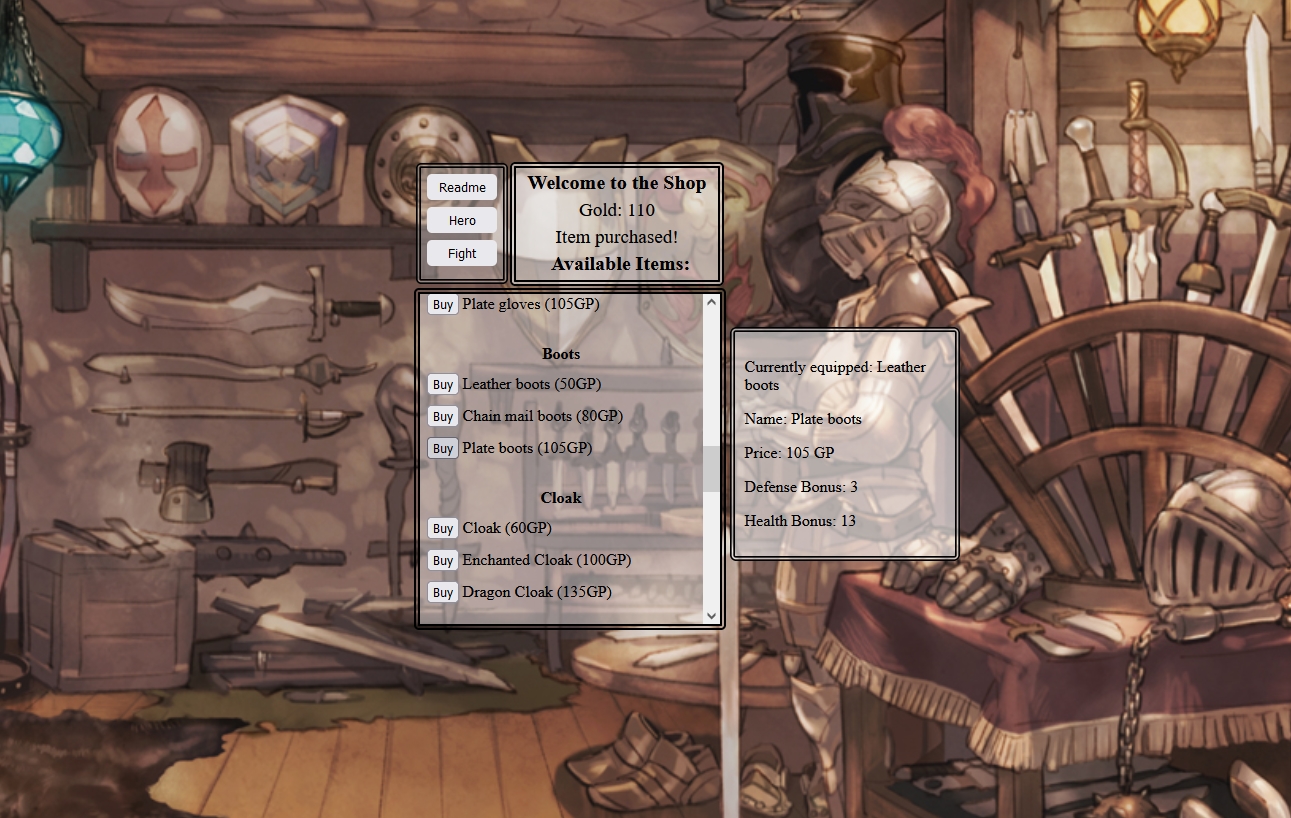 Readme
Hero
Fight
Welcome to the Shop
Gold: 110
Item purchased!
Available Items:
Buy Plate gloves (105GP)
Boots
Buy Leather boots (50GP)
Buy Chain mail boots (80GP)
Buy Plate boots (105GP)
Cloak
Buy Cloak (60GP)
Buy Enchanted Cloak (100GP)
Buy Dragon Cloak (135GP)
Currently equipped: Leather
boots
Name: Plate boots
Price: 105 GP
Defense Bonus: 3
Health Bonus: 13